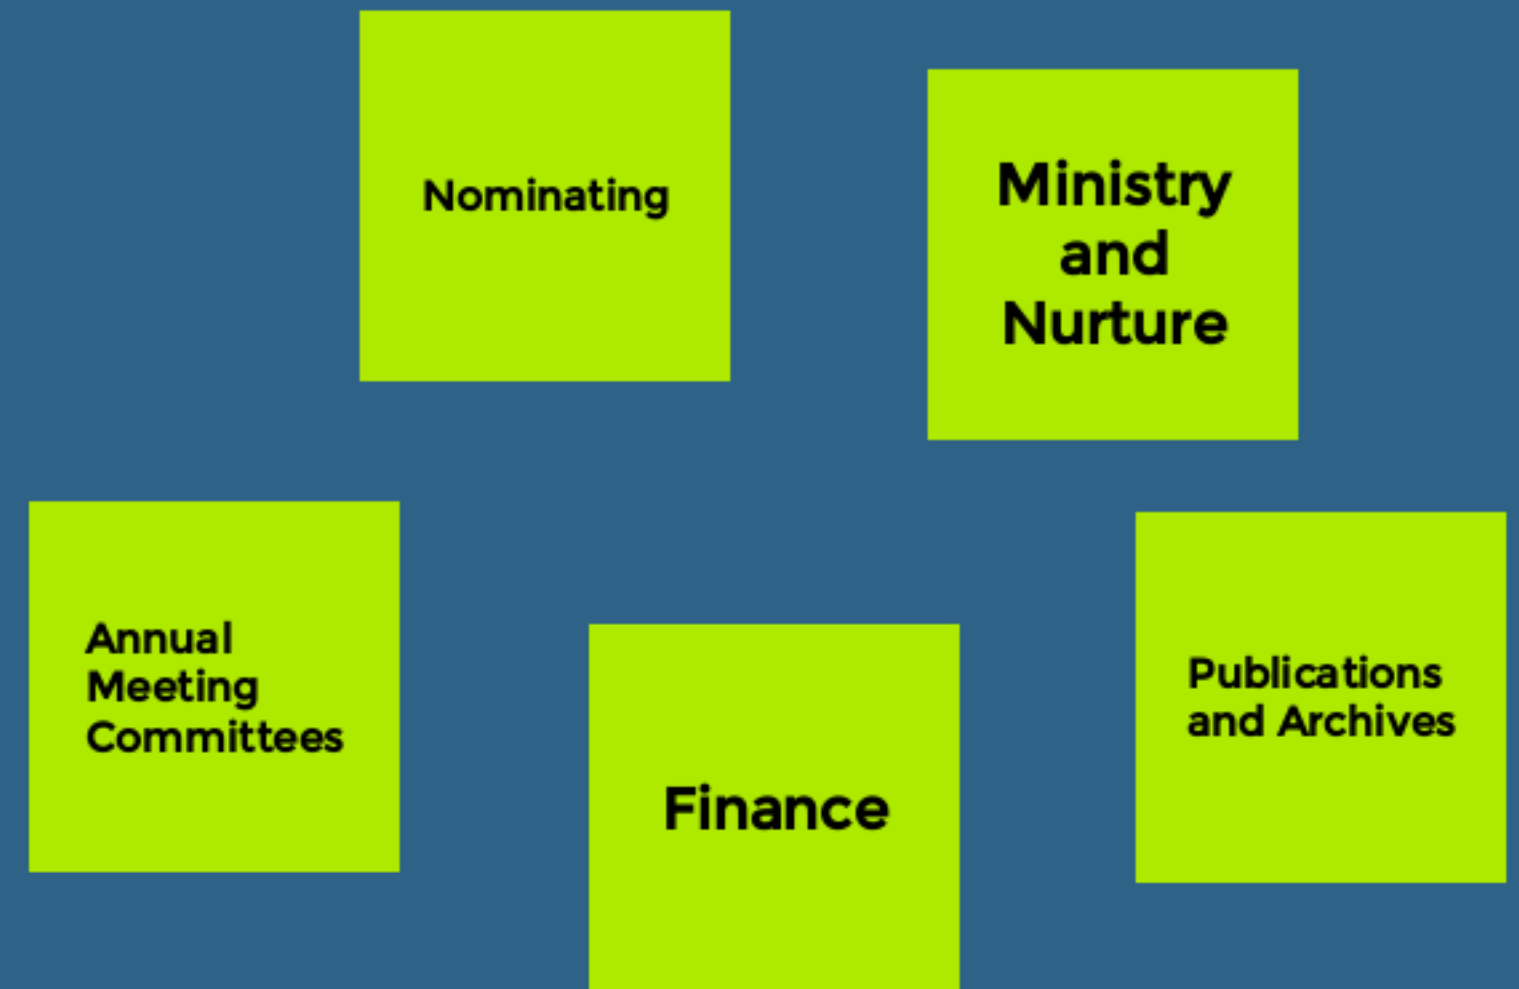 Nominating
Ministry
and
Nurture
Annual
Meeting
Committees
Finance
Publications
and Archives